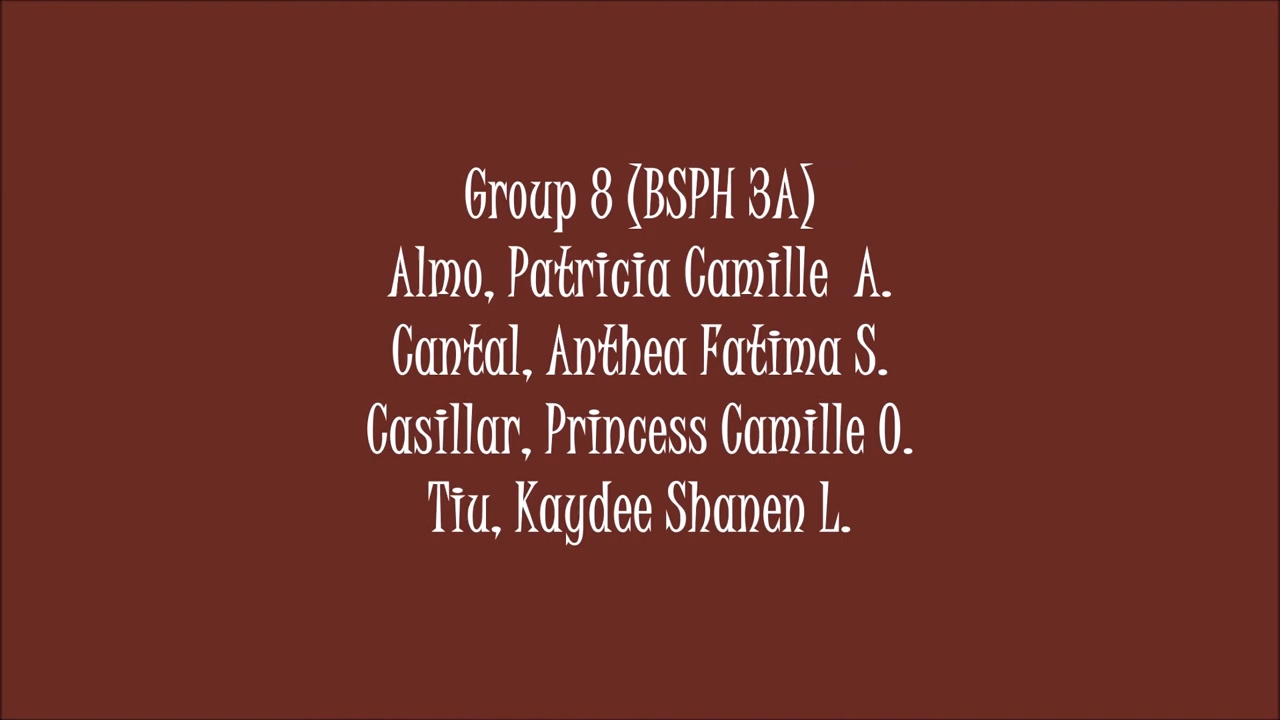 Group 8 (BSPH 3A)
Almo, Patricia Camille A.
Cantal, Anthea Fatima S.
Casillar, Princess Camille O.
Tiu, Kaydee Shanen L.